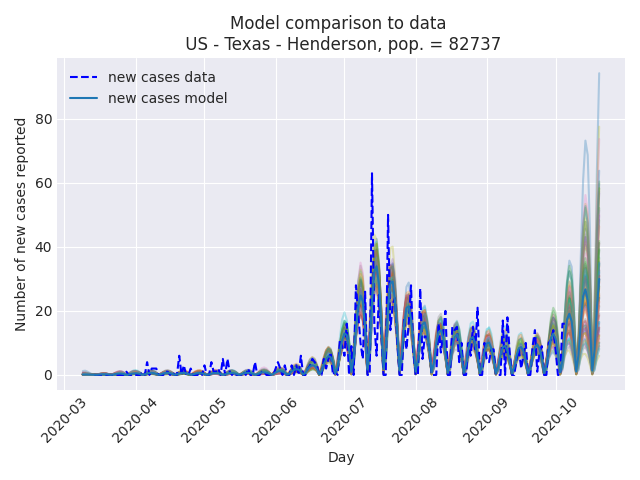 Model comparison to data
US - Texas - Henderson, pop. = 82737
new cases data
new cases model
Number of new cases reported
80
60
40
20
0
2020-03
2020-04
2020-05
2020-06
2020-07
2020-08
2020-09
2020-10
Day